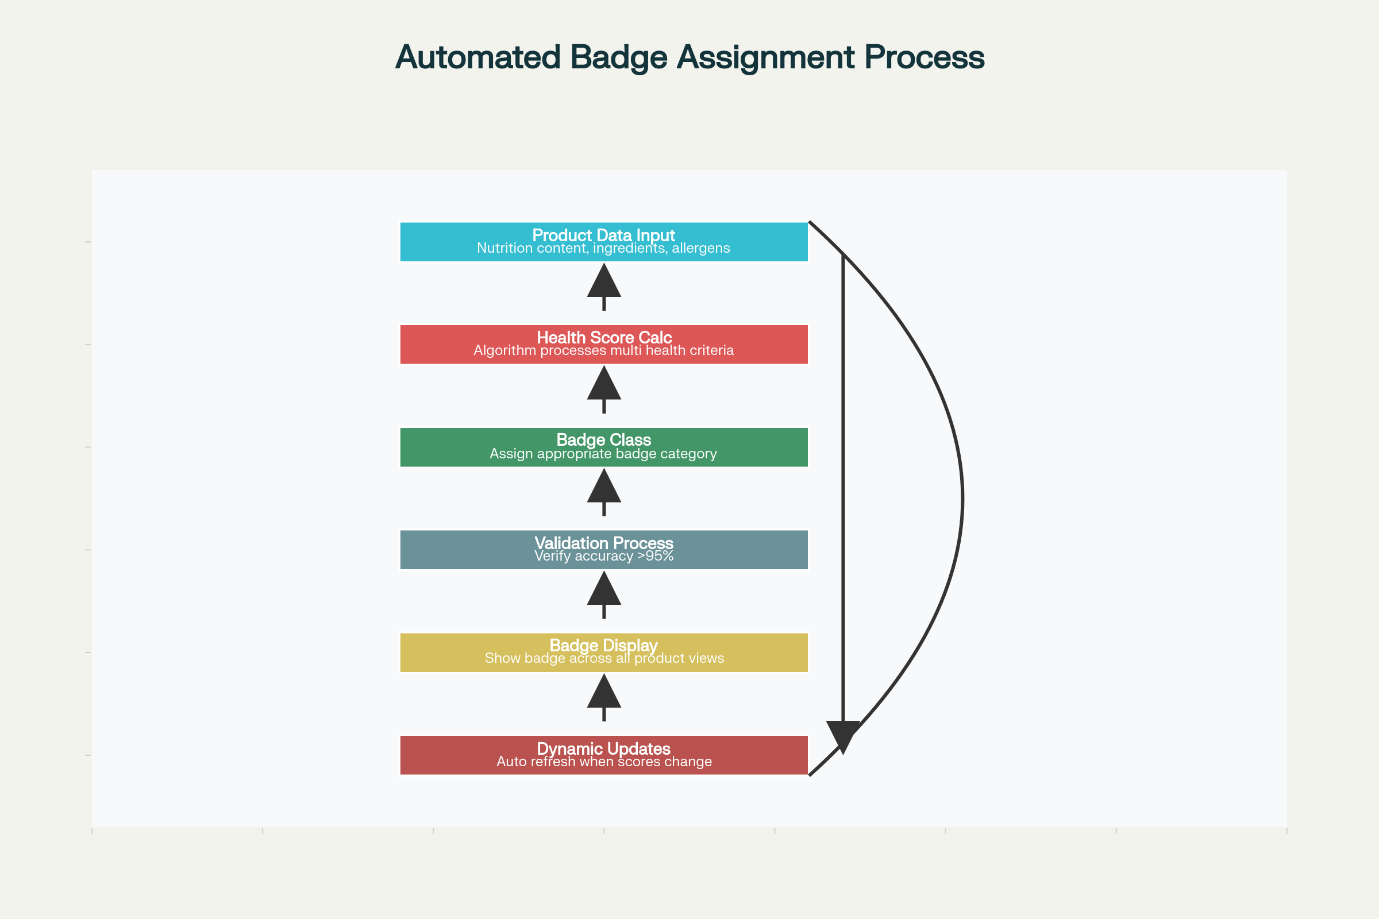 Automated Badge Assignment Process
Product Data Input
Nutrition content, ingredients, allergens
Health Score Calc
Algorithm processes multi health criteria
Badge Class
Assign appropriate badge category
Validation Process
Verify accuracy >95%
Badge Display
Show badge across all product views
Dynamic Updates
Auto refresh when scores change